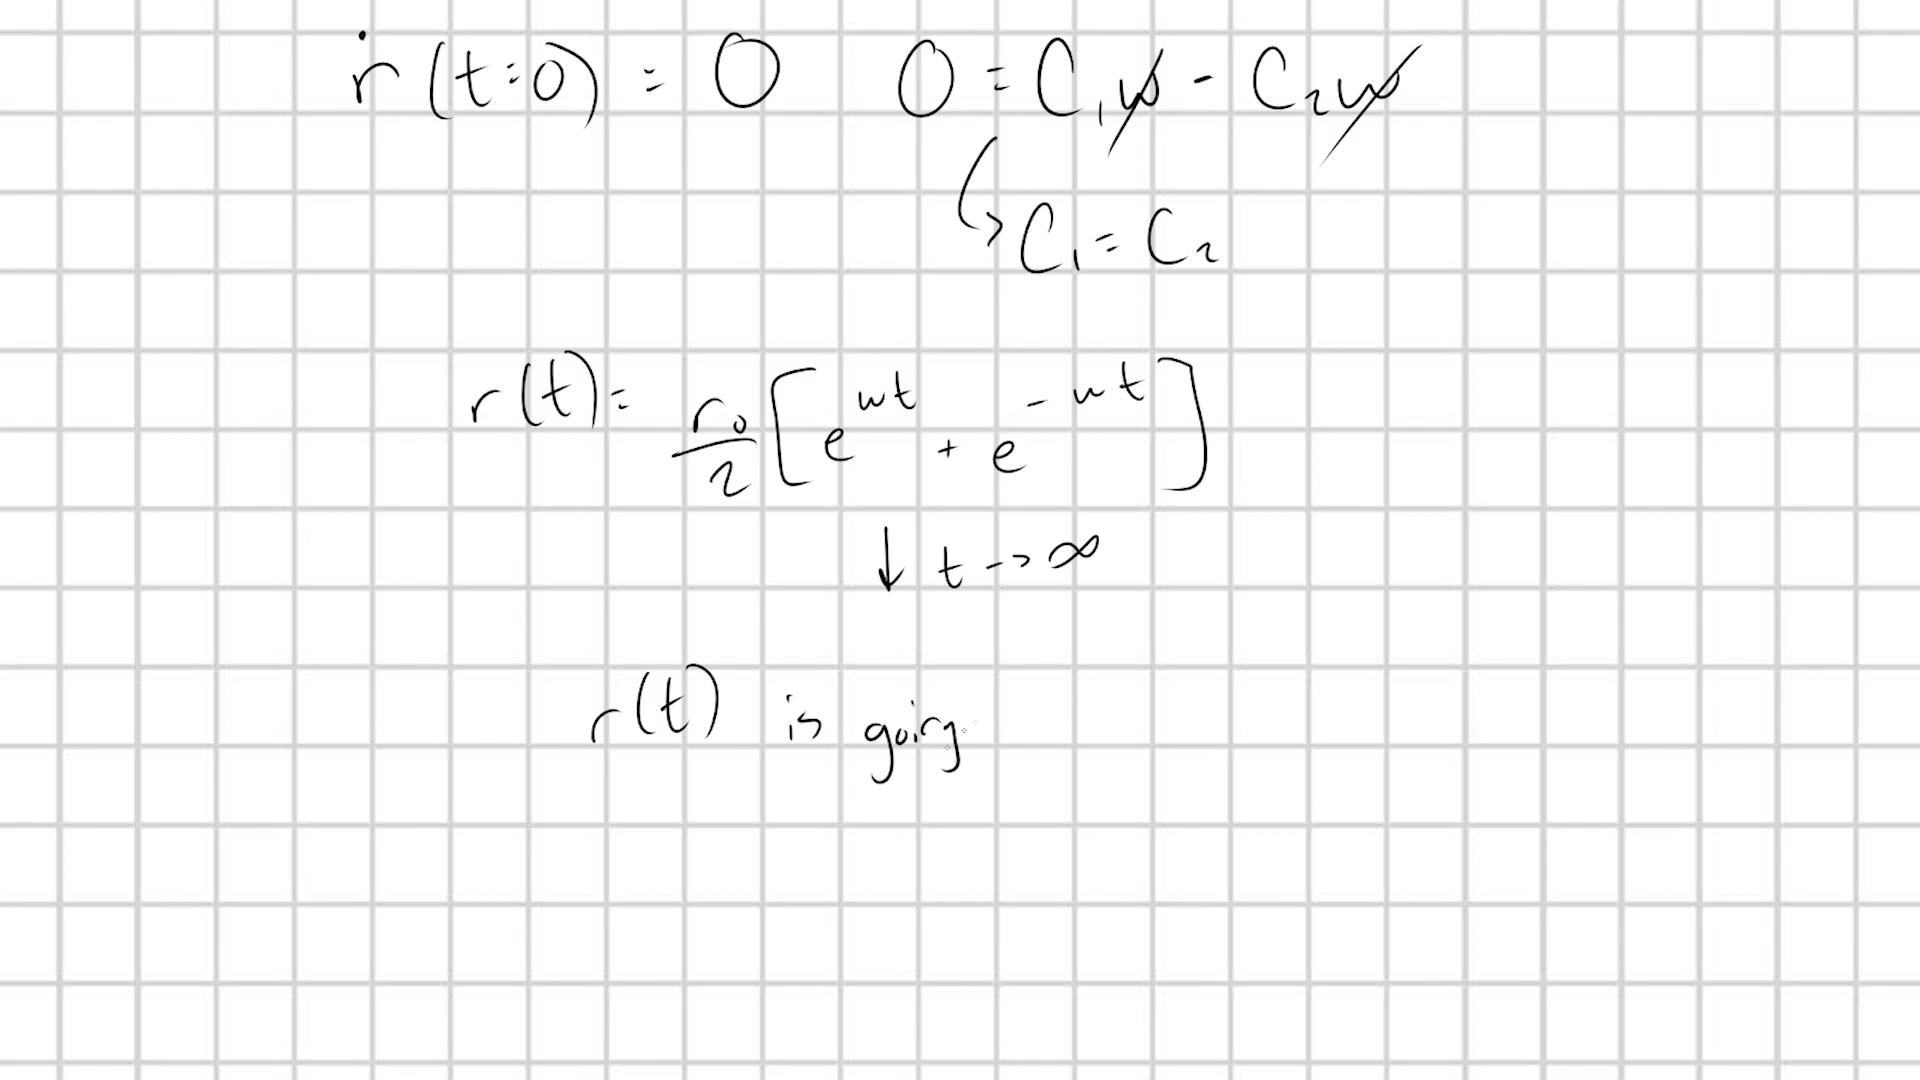 ṙ(t=0) = 0   0 = C₁ω - C₂ω
↳ C₁ = C₂
r(t) = r₀/2 [e^{ωt} + e^{-ωt}]
↓ t → ∞
r(t) is going